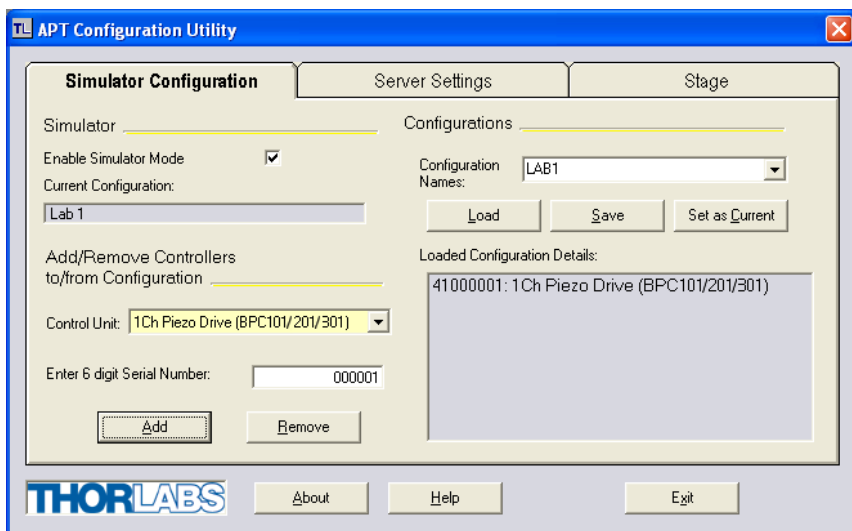 APT Configuration Utility
Simulator Configuration
Server Settings
Stage
Simulator
Enable Simulator Mode
Current Configuration:
Lab 1
Add/Remove Controllers
to/from Configuration
Control Unit: 1Ch Piezo Drive (BPC101/201/301)
Enter 6 digit Serial Number: 000001
Add
Remove
Configurations
Configuration
Names:
LAB1
Load
Save
Set as Current
Loaded Configuration Details:
41000001: 1Ch Piezo Drive (BPC101/201/301)
THORLABS
About
Help
Exit